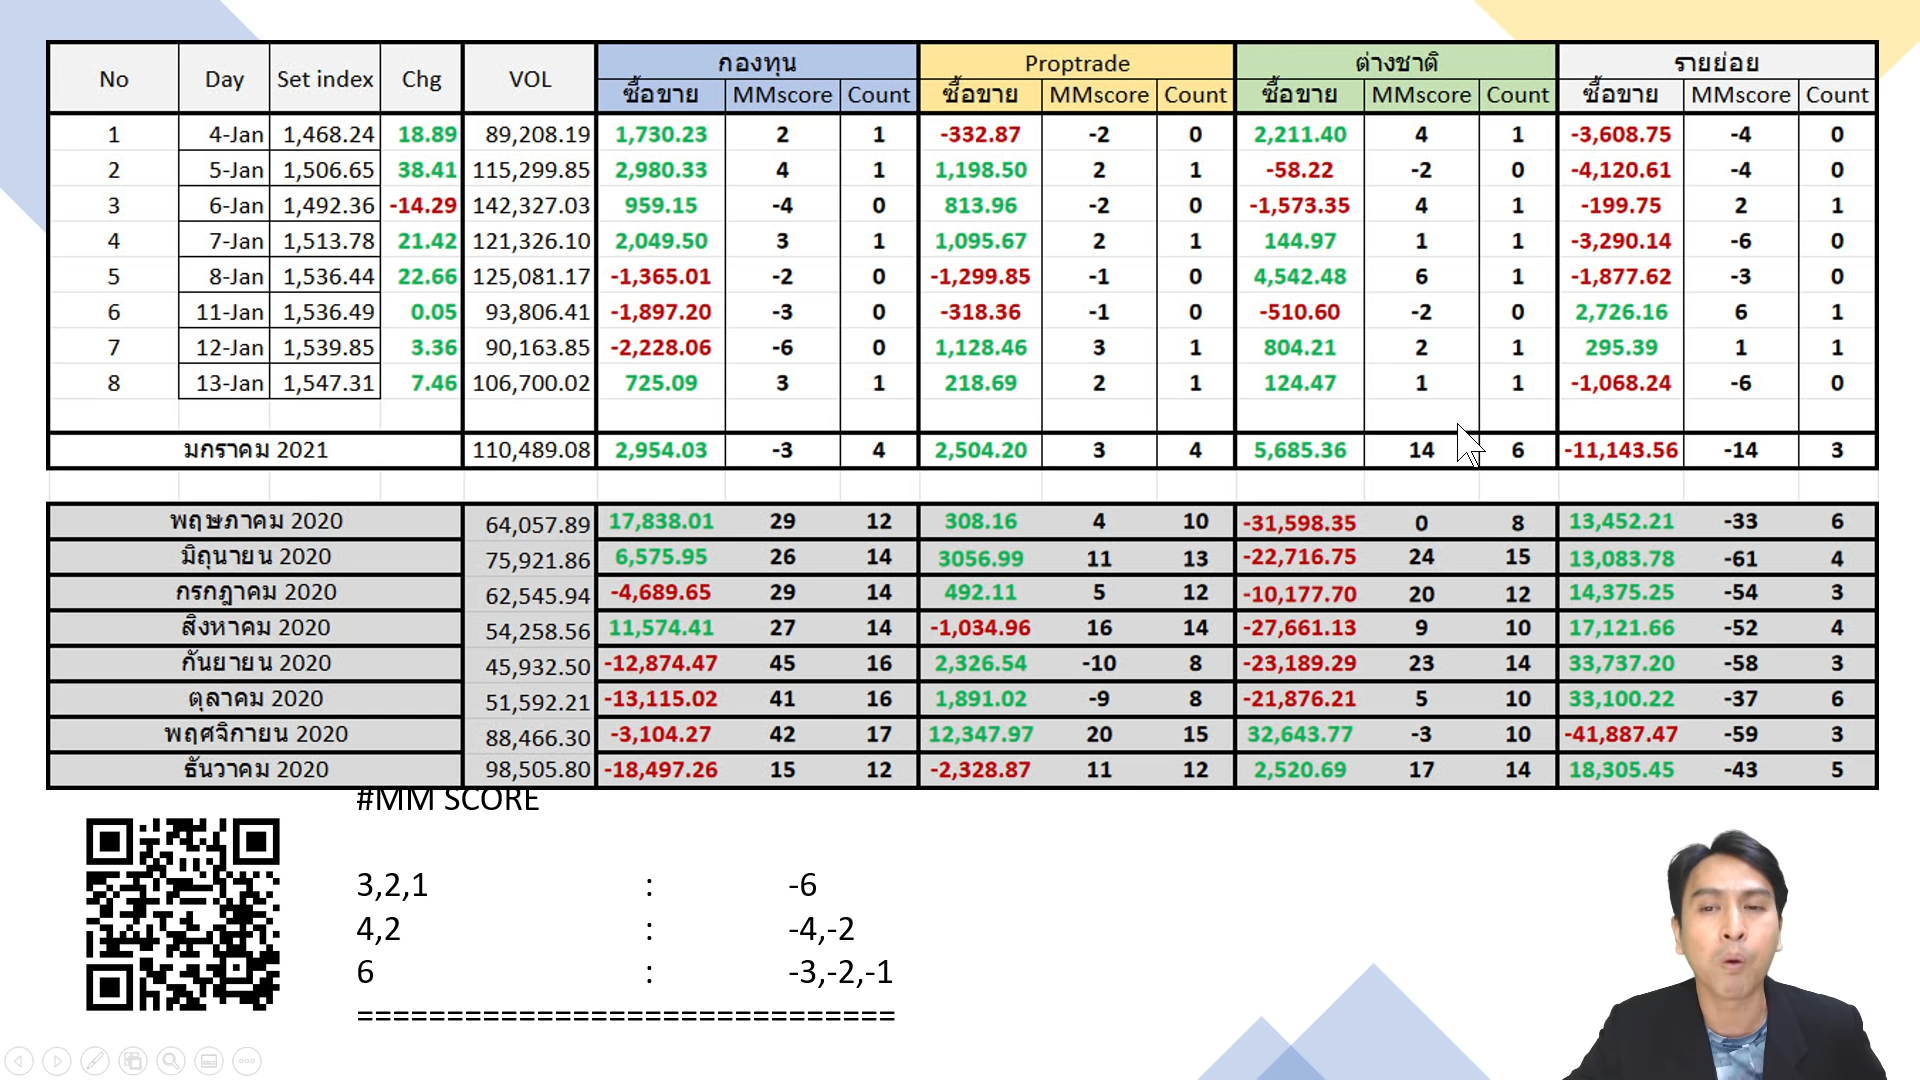 No Day Set index Chg VOL กองทุน Proptrade ต่างชาติ รายย่อย
ซื้อขาย MMscore Count ซื้อขาย MMscore Count ซื้อขาย MMscore Count ซื้อขาย MMscore Count
1 4-Jan 1,468.24 18.89 89,208.19 1,730.23 2 1 -332.87 -2 0 2,211.40 4 1 -3,608.75 -4 0
2 5-Jan 1,506.65 38.41 115,299.85 2,980.33 4 1 1,198.50 2 1 -58.22 -2 0 -4,120.61 -4 0
3 6-Jan 1,492.36 -14.29 142,327.03 959.15 -4 0 813.96 -2 0 -1,573.35 4 1 -199.75 2 1
4 7-Jan 1,513.78 21.42 121,326.10 2,049.50 3 1 1,095.67 2 1 144.97 1 1 -3,290.14 -6 0
5 8-Jan 1,536.44 22.66 125,081.17 -1,365.01 -2 0 -1,299.85 -1 0 4,542.48 6 1 -1,877.62 -3 0
6 11-Jan 1,536.49 0.05 93,806.41 -1,897.20 -3 0 -318.36 -1 0 -510.60 -2 0 2,726.16 6 1
7 12-Jan 1,539.85 3.36 90,163.85 -2,228.06 -6 0 1,128.46 3 1 804.21 2 1 295.39 1 1
8 13-Jan 1,547.31 7.46 106,700.02 725.09 3 1 218.69 2 1 124.47 1 1 -1,068.24 -6 0
มกราคม 2021 110,489.08 2,954.03 -3 4 2,504.20 3 4 5,685.36 14 6 -11,143.56 -14 3
พฤษภาคม 2020 64,057.89 17,838.01 29 12 308.16 4 10 -31,598.35 0 8 13,452.21 -33 6
มิถุนายน 2020 75,921.86 6,575.95 26 14 3056.99 11 13 -22,716.75 24 15 13,083.78 -61 4
กรกฎาคม 2020 62,545.94 -4,689.65 29 14 492.11 5 12 -10,177.70 20 12 14,375.25 -54 3
สิงหาคม 2020 54,258.56 11,574.41 27 14 -1,034.96 16 14 -27,661.13 9 10 17,121.66 -52 4
กันยายน 2020 45,932.50 -12,874.47 45 16 2,326.54 -10 8 -23,189.29 23 14 33,737.20 -58 3
ตุลาคม 2020 51,592.21 -13,115.02 41 16 1,891.02 -9 8 -21,876.21 5 10 33,100.22 -37 6
พฤศจิกายน 2020 88,466.30 -3,104.27 42 17 12,347.97 20 15 32,643.77 -3 10 -41,887.47 -59 3
ธันวาคม 2020 98,505.80 -18,497.26 15 12 -2,328.87 11 12 2,520.69 17 14 18,305.45 -43 5
#MM SCORE
3,2,1 : -6
4,2 : -4,-2
6 : -3,-2,-1
==============================